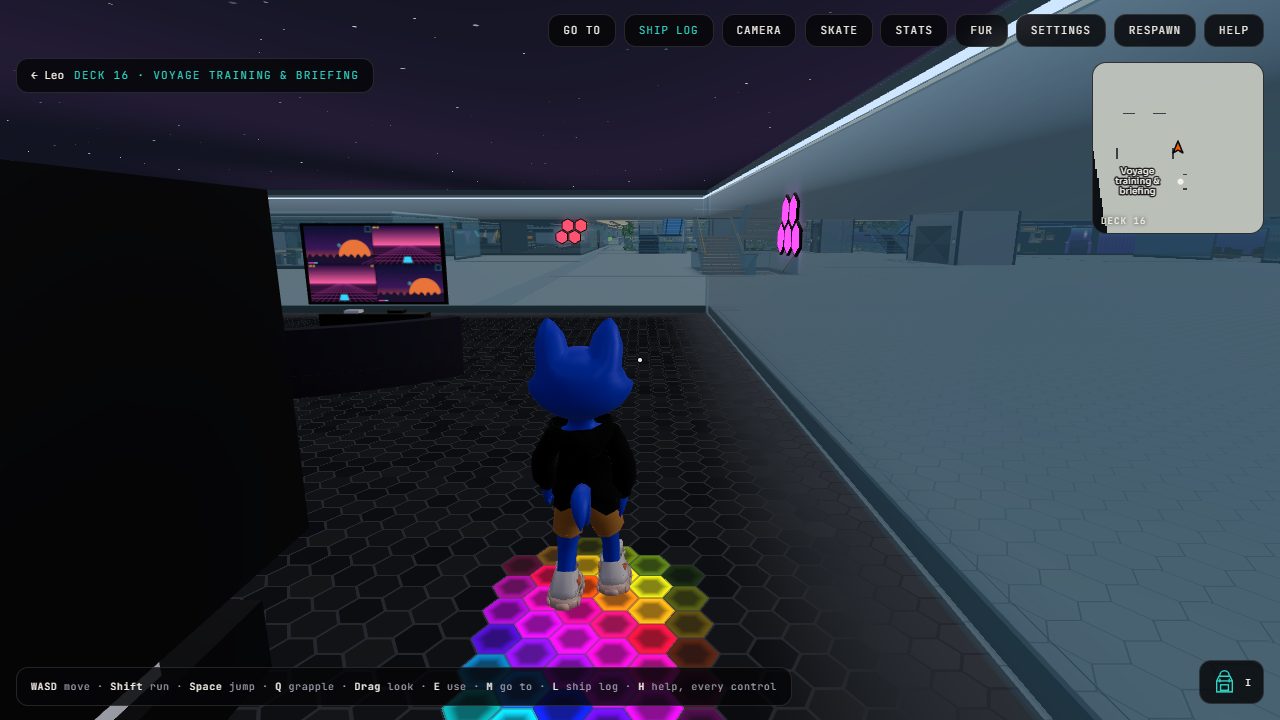 GO TO
SHIP LOG
CAMERA
SKATE
STATS
FUR
SETTINGS
RESPAWN
HELP
← Leo DECK 16 · VOYAGE TRAINING & BRIEFING
Voyage
training &
briefing
DECK 16
WASD move · Shift run · Space jump · Q grapple · Drag look · E use · M go to · L ship log · H help, every control
I